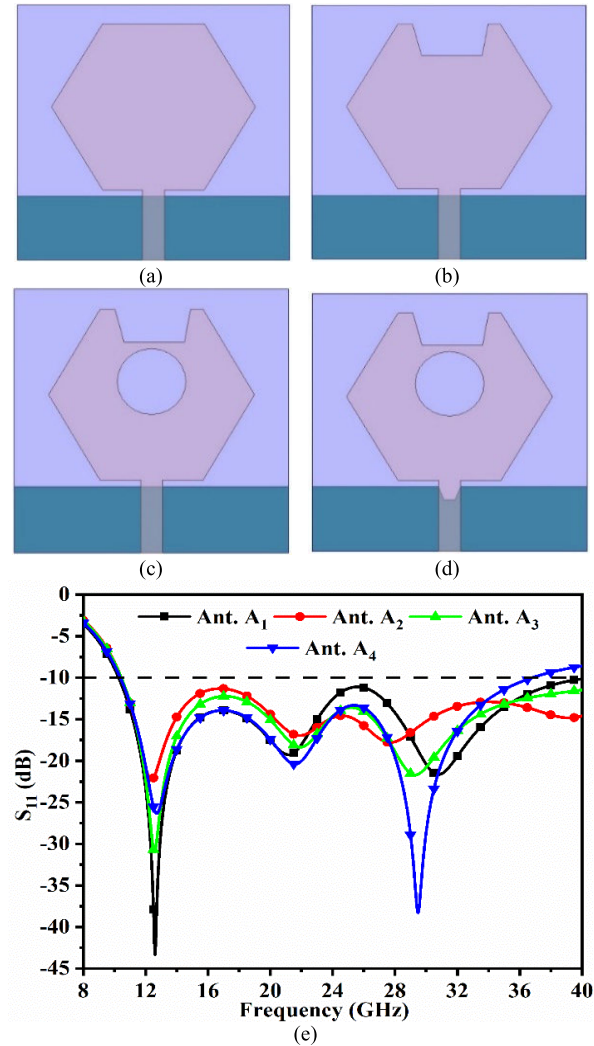 (a) (b)
(c) (d)
0
-5
-10
-15
-20
-25
-30
-35
-40
-45
S11 (dB)
Ant. A1 Ant. A2 Ant. A3
Ant. A4
8 12 16 20 24 28 32 36 40
Frequency (GHz)
(e)